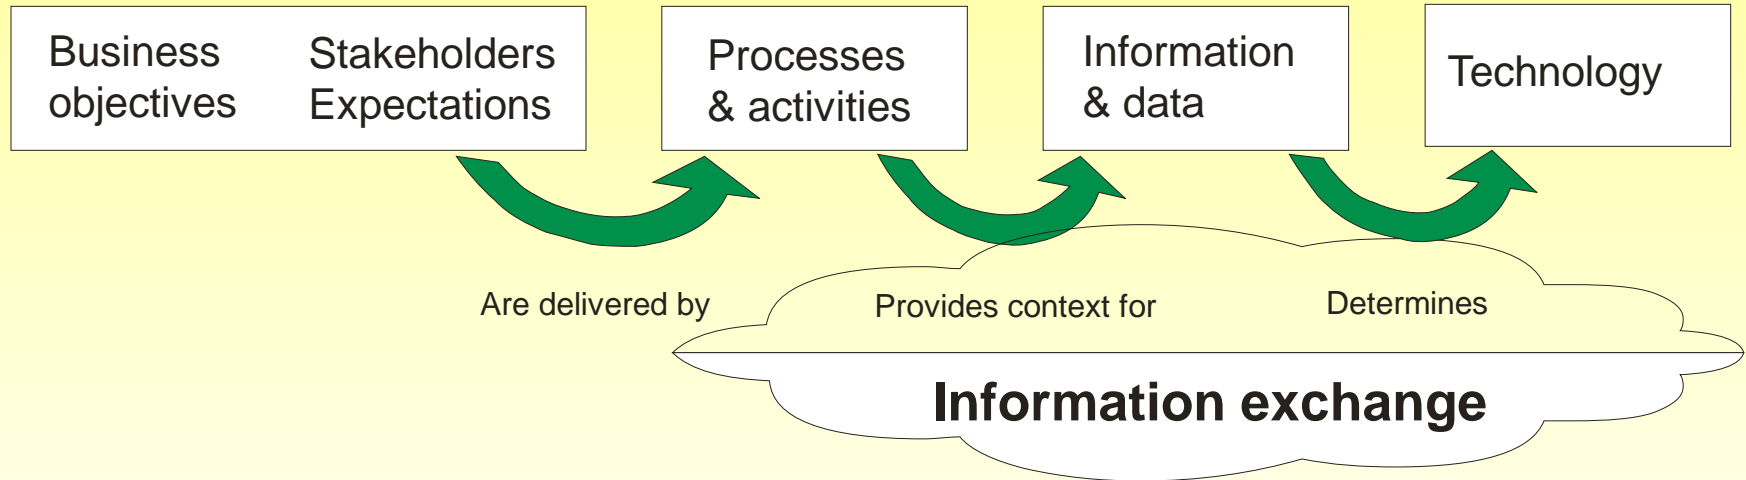 Business
objectives
Stakeholders
Expectations
Processes
& activities
Information
& data
Technology
Are delivered by
Provides context for
Determines
Information exchange